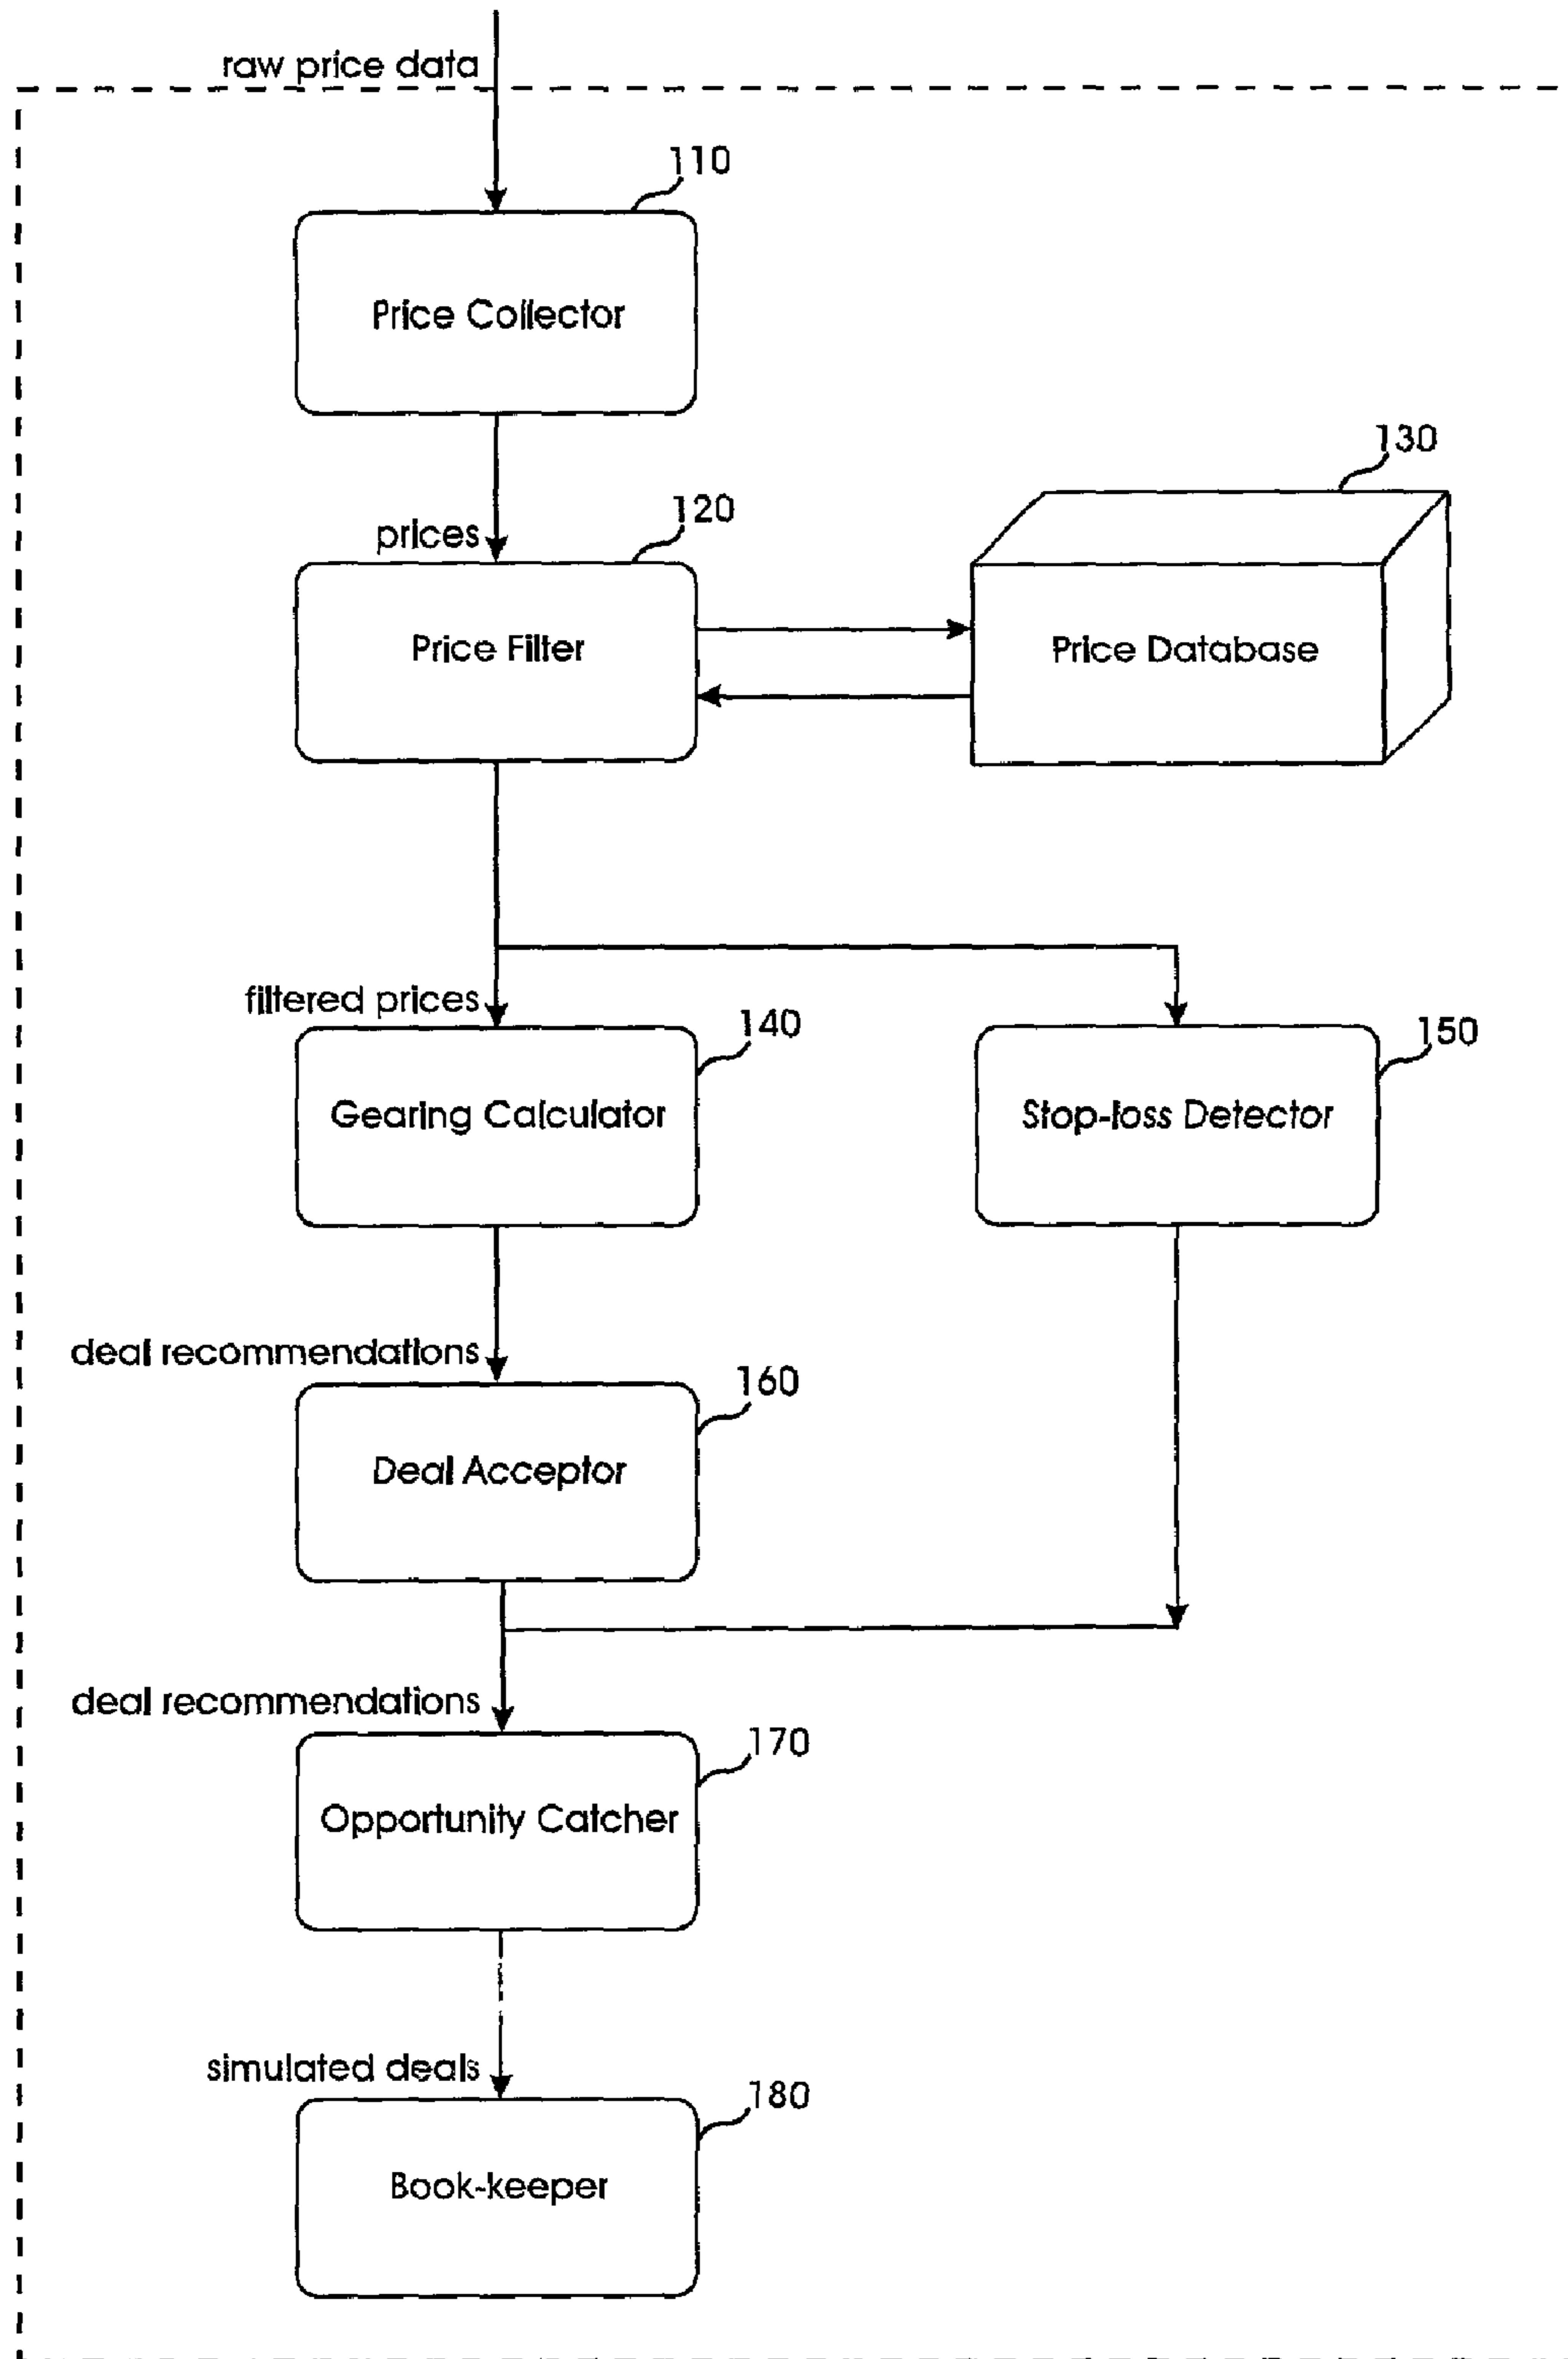 raw price data
110
Price Collector
130
120
prices
Price Filter
Price Database
filtered prices
140
150
Gearing Calculator
Stop-loss Detector
deal recommendations
160
Deal Acceptor
deal recommendations
170
Opportunity Catcher
simulated deals
180
Book-keeper